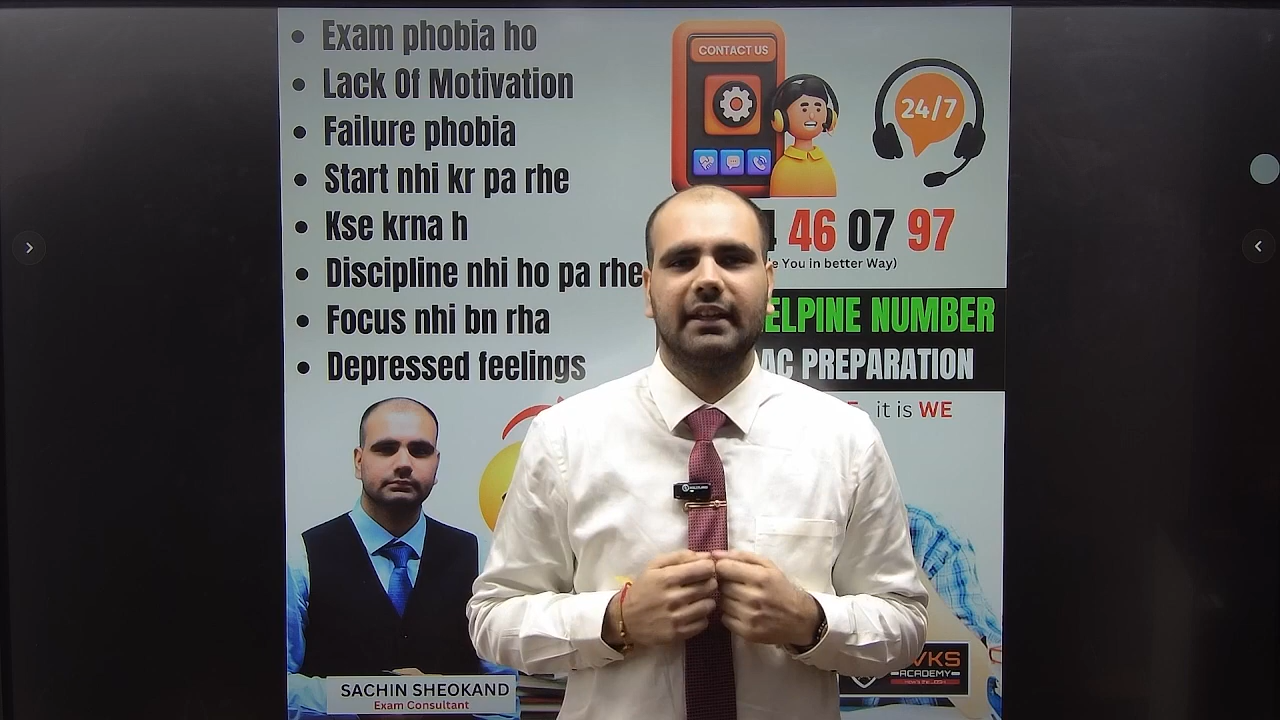 Exam phobia ho
Lack Of Motivation
Failure phobia
Start nhi kr pa rhe
Kse krna h
Discipline nhi ho pa rhe
Focus nhi bn rha
Depressed feelings
SACHIN SHEOKAND
Exam Consultant
CONTACT US
24/7
46 07 97
You in better Way)
ELPINE NUMBER
PREPARATION
it is WE
ACADEMY